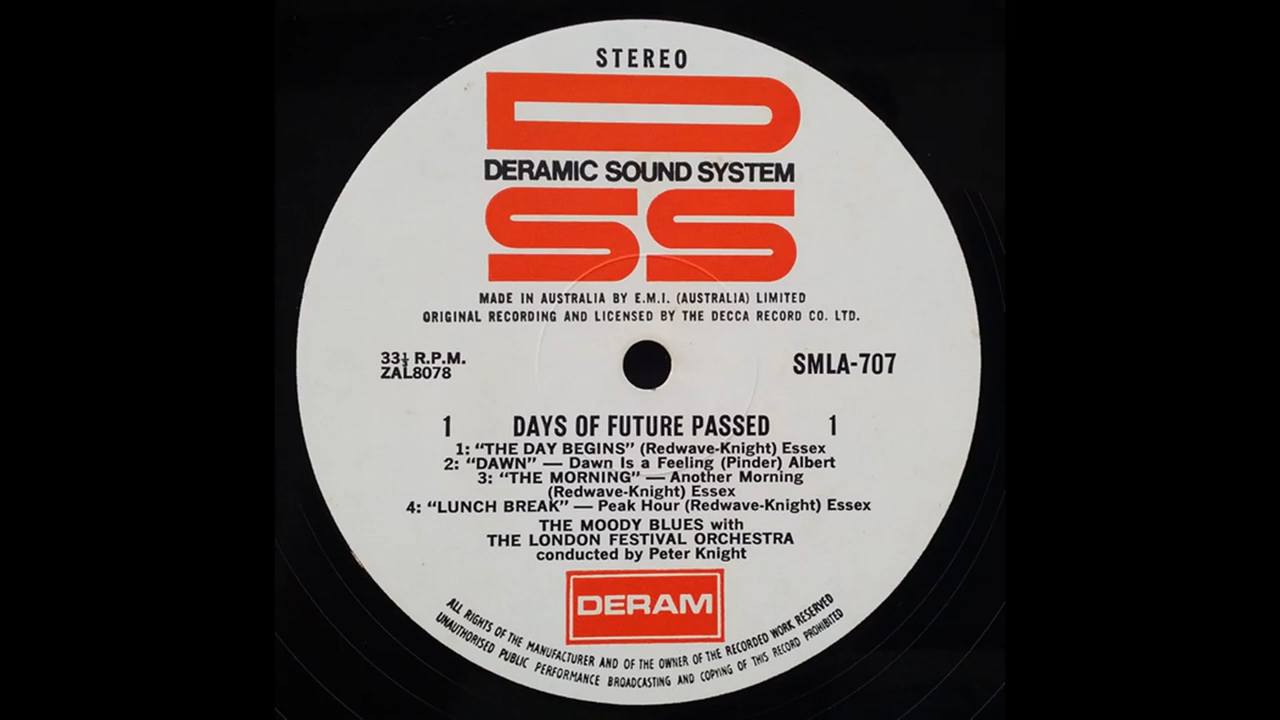 STEREO
D
DERAMIC SOUND SYSTEM
SS
MADE IN AUSTRALIA BY E.M.I. (AUSTRALIA) LIMITED
ORIGINAL RECORDING AND LICENSED BY THE DECCA RECORD CO. LTD.
33⅓ R.P.M.
ZAL8078
SMLA-707
1 DAYS OF FUTURE PASSED 1
1: “THE DAY BEGINS” (Redwave-Knight) Essex
2: “DAWN” — Dawn Is a Feeling (Pinder) Albert
3: “THE MORNING” — Another Morning
(Redwave-Knight) Essex
4: “LUNCH BREAK” — Peak Hour (Redwave-Knight) Essex
THE MOODY BLUES with
THE LONDON FESTIVAL ORCHESTRA
conducted by Peter Knight
DERAM
ALL RIGHTS OF THE MANUFACTURER AND OF THE OWNER OF THE RECORDED WORK RESERVED
UNAUTHORISED PUBLIC PERFORMANCE BROADCASTING AND COPYING OF THIS RECORD PROHIBITED